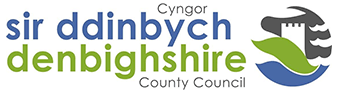 Cyngor
sir ddinbych
denbighshire
County Council